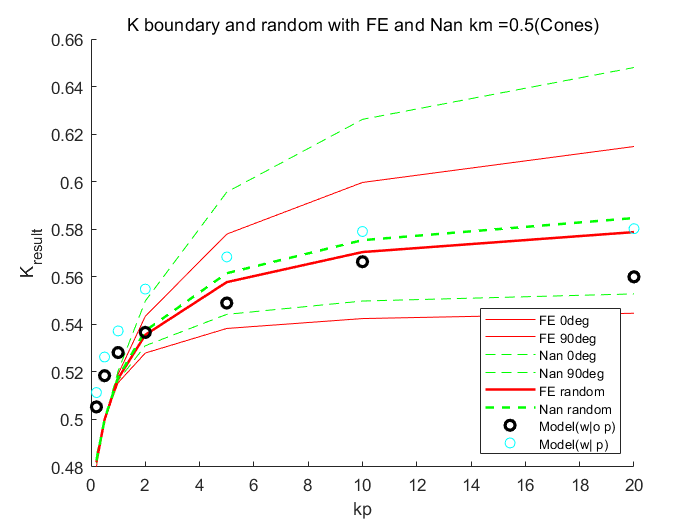 K boundary and random with FE and Nan km =0.5(Cones)
0.66
0.64
0.62
0.6
0.58
0.56
0.54
0.52
0.5
0.48
K_result
FE 0deg
FE 90deg
Nan 0deg
Nan 90deg
FE random
Nan random
Model(w|o p)
Model(w| p)
0 2 4 6 8 10 12 14 16 18 20
kp